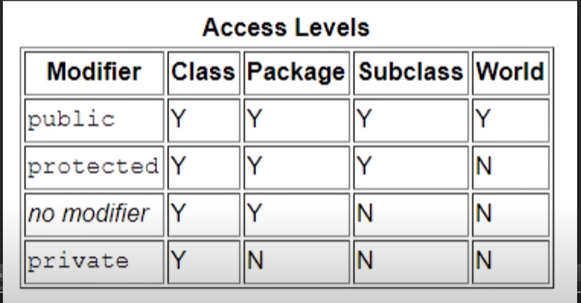 Access Levels
Modifier Class Package Subclass World
public Y Y Y Y
protected Y Y Y N
no modifier Y Y N N
private Y N N N